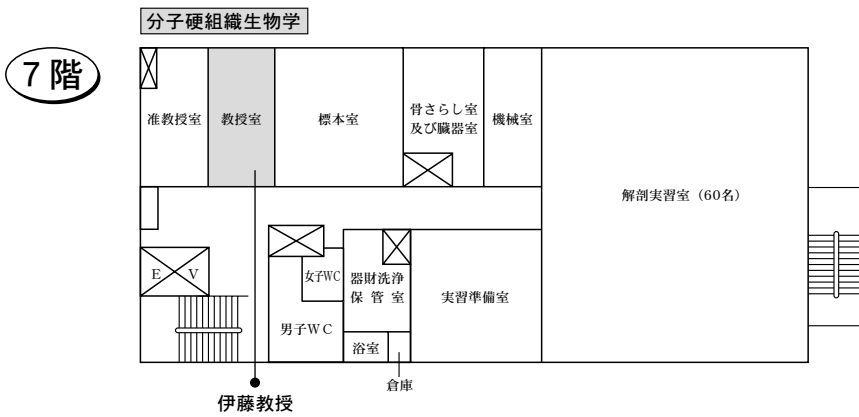 分子硬組織生物学
7階
准教授室
教授室
標本室
骨さらし室
及び臓器室
機械室
解剖実習室（60名）
E V
女子WC
器財洗浄
保管室
実習準備室
男子WC
浴室
倉庫
伊藤教授